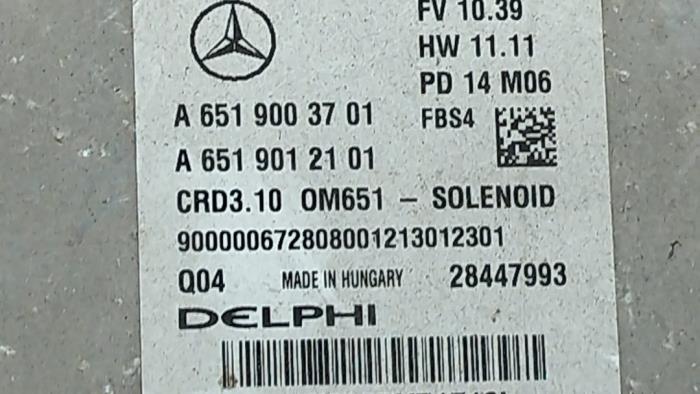 FV 10.39
HW 11.11
PD 14 M06
A 651 900 37 01
FBS4
A 651 901 21 01
CRD3.10 OM651 – SOLENOID
900000672808001213012301
Q04 MADE IN HUNGARY 28447993
DELPHI